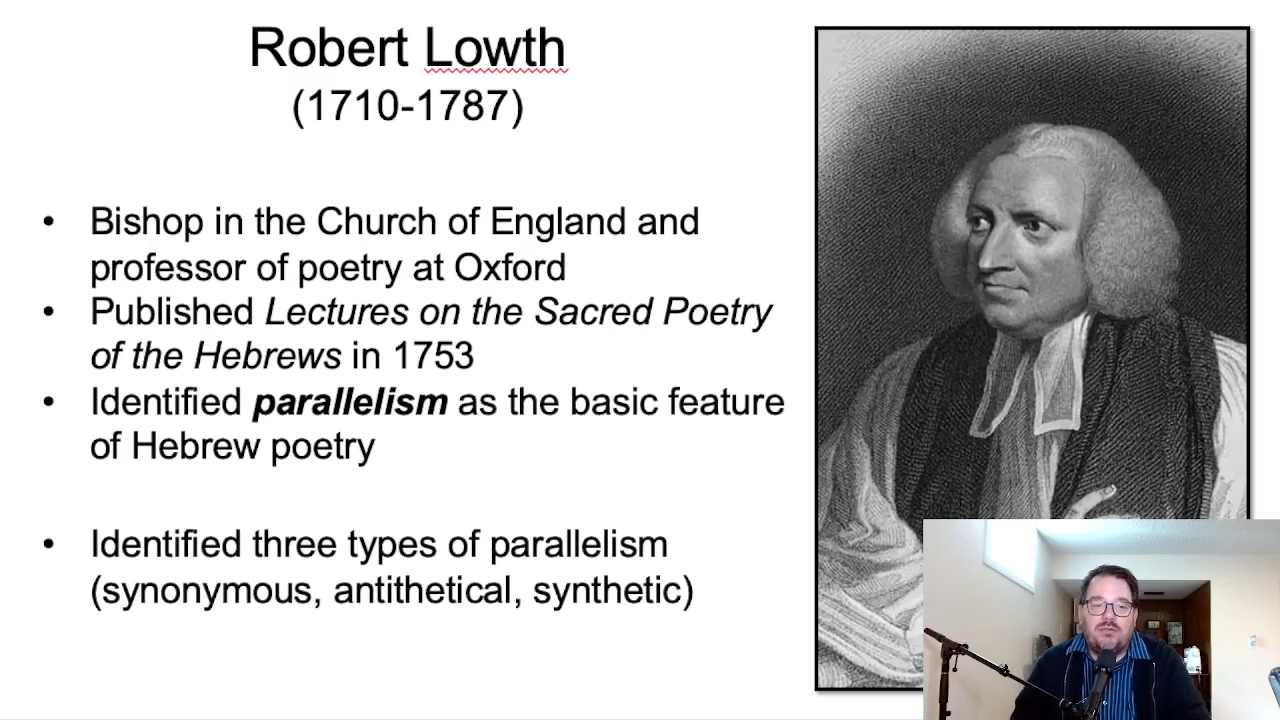 Robert Lowth
(1710-1787)
• Bishop in the Church of England and
professor of poetry at Oxford
• Published Lectures on the Sacred Poetry
of the Hebrews in 1753
• Identified parallelism as the basic feature
of Hebrew poetry
• Identified three types of parallelism
(synonymous, antithetical, synthetic)